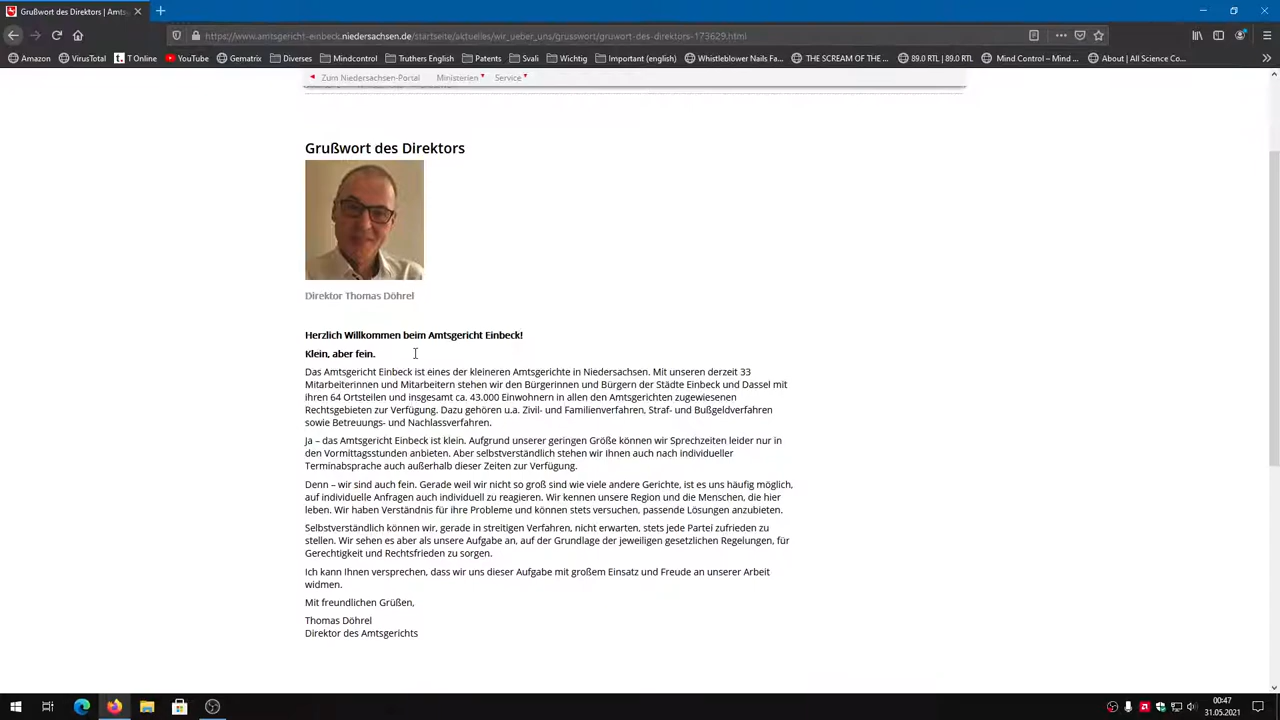 Grußwort des Direktors | Amts
https://www.amtsgericht-einbeck.niedersachsen.de/startseite/aktuelles/wir_ueber_uns/grusswort/gruwort-des-direktors-173629.html
Amazon VirusTotal T Online YouTube Gematrix Diverses Mindcontrol Truthers English Patents Svali Wichtig Important (english) Whistleblower Nails Fa... THE SCREAM OF THE ... 89.0 RTL | 89.0 RTL Mind Control – Mind ... About | All Science Co...
Zum Niedersachsen-Portal Ministerien Service
Grußwort des Direktors
Direktor Thomas Döhrel
Herzlich Willkommen beim Amtsgericht Einbeck!
Klein, aber fein.
Das Amtsgericht Einbeck ist eines der kleineren Amtsgerichte in Niedersachsen. Mit unseren derzeit 33
Mitarbeiterinnen und Mitarbeitern stehen wir den Bürgerinnen und Bürgern der Städte Einbeck und Dassel mit
ihren 64 Ortsteilen und insgesamt ca. 43.000 Einwohnern in allen den Amtsgerichten zugewiesenen
Rechtsgebieten zur Verfügung. Dazu gehören u.a. Zivil- und Familienverfahren, Straf- und Bußgeldverfahren
sowie Betreuungs- und Nachlassverfahren.
Ja – das Amtsgericht Einbeck ist klein. Aufgrund unserer geringen Größe können wir Sprechzeiten leider nur in
den Vormittagsstunden anbieten. Aber selbstverständlich stehen wir Ihnen auch nach individueller
Terminabsprache auch außerhalb dieser Zeiten zur Verfügung.
Denn – wir sind auch fein. Gerade weil wir nicht so groß sind wie viele andere Gerichte, ist es uns häufig möglich,
auf individuelle Anfragen auch individuell zu reagieren. Wir kennen unsere Region und die Menschen, die hier
leben. Wir haben Verständnis für ihre Probleme und können stets versuchen, passende Lösungen anzubieten.
Selbstverständlich können wir, gerade in streitigen Verfahren, nicht erwarten, stets jede Partei zufrieden zu
stellen. Wir sehen es aber als unsere Aufgabe an, auf der Grundlage der jeweiligen gesetzlichen Regelungen, für
Gerechtigkeit und Rechtsfrieden zu sorgen.
Ich kann Ihnen versprechen, dass wir uns dieser Aufgabe mit großem Einsatz und Freude an unserer Arbeit
widmen.
Mit freundlichen Grüßen,
Thomas Döhrel
Direktor des Amtsgerichts
00:47
31.05.2021